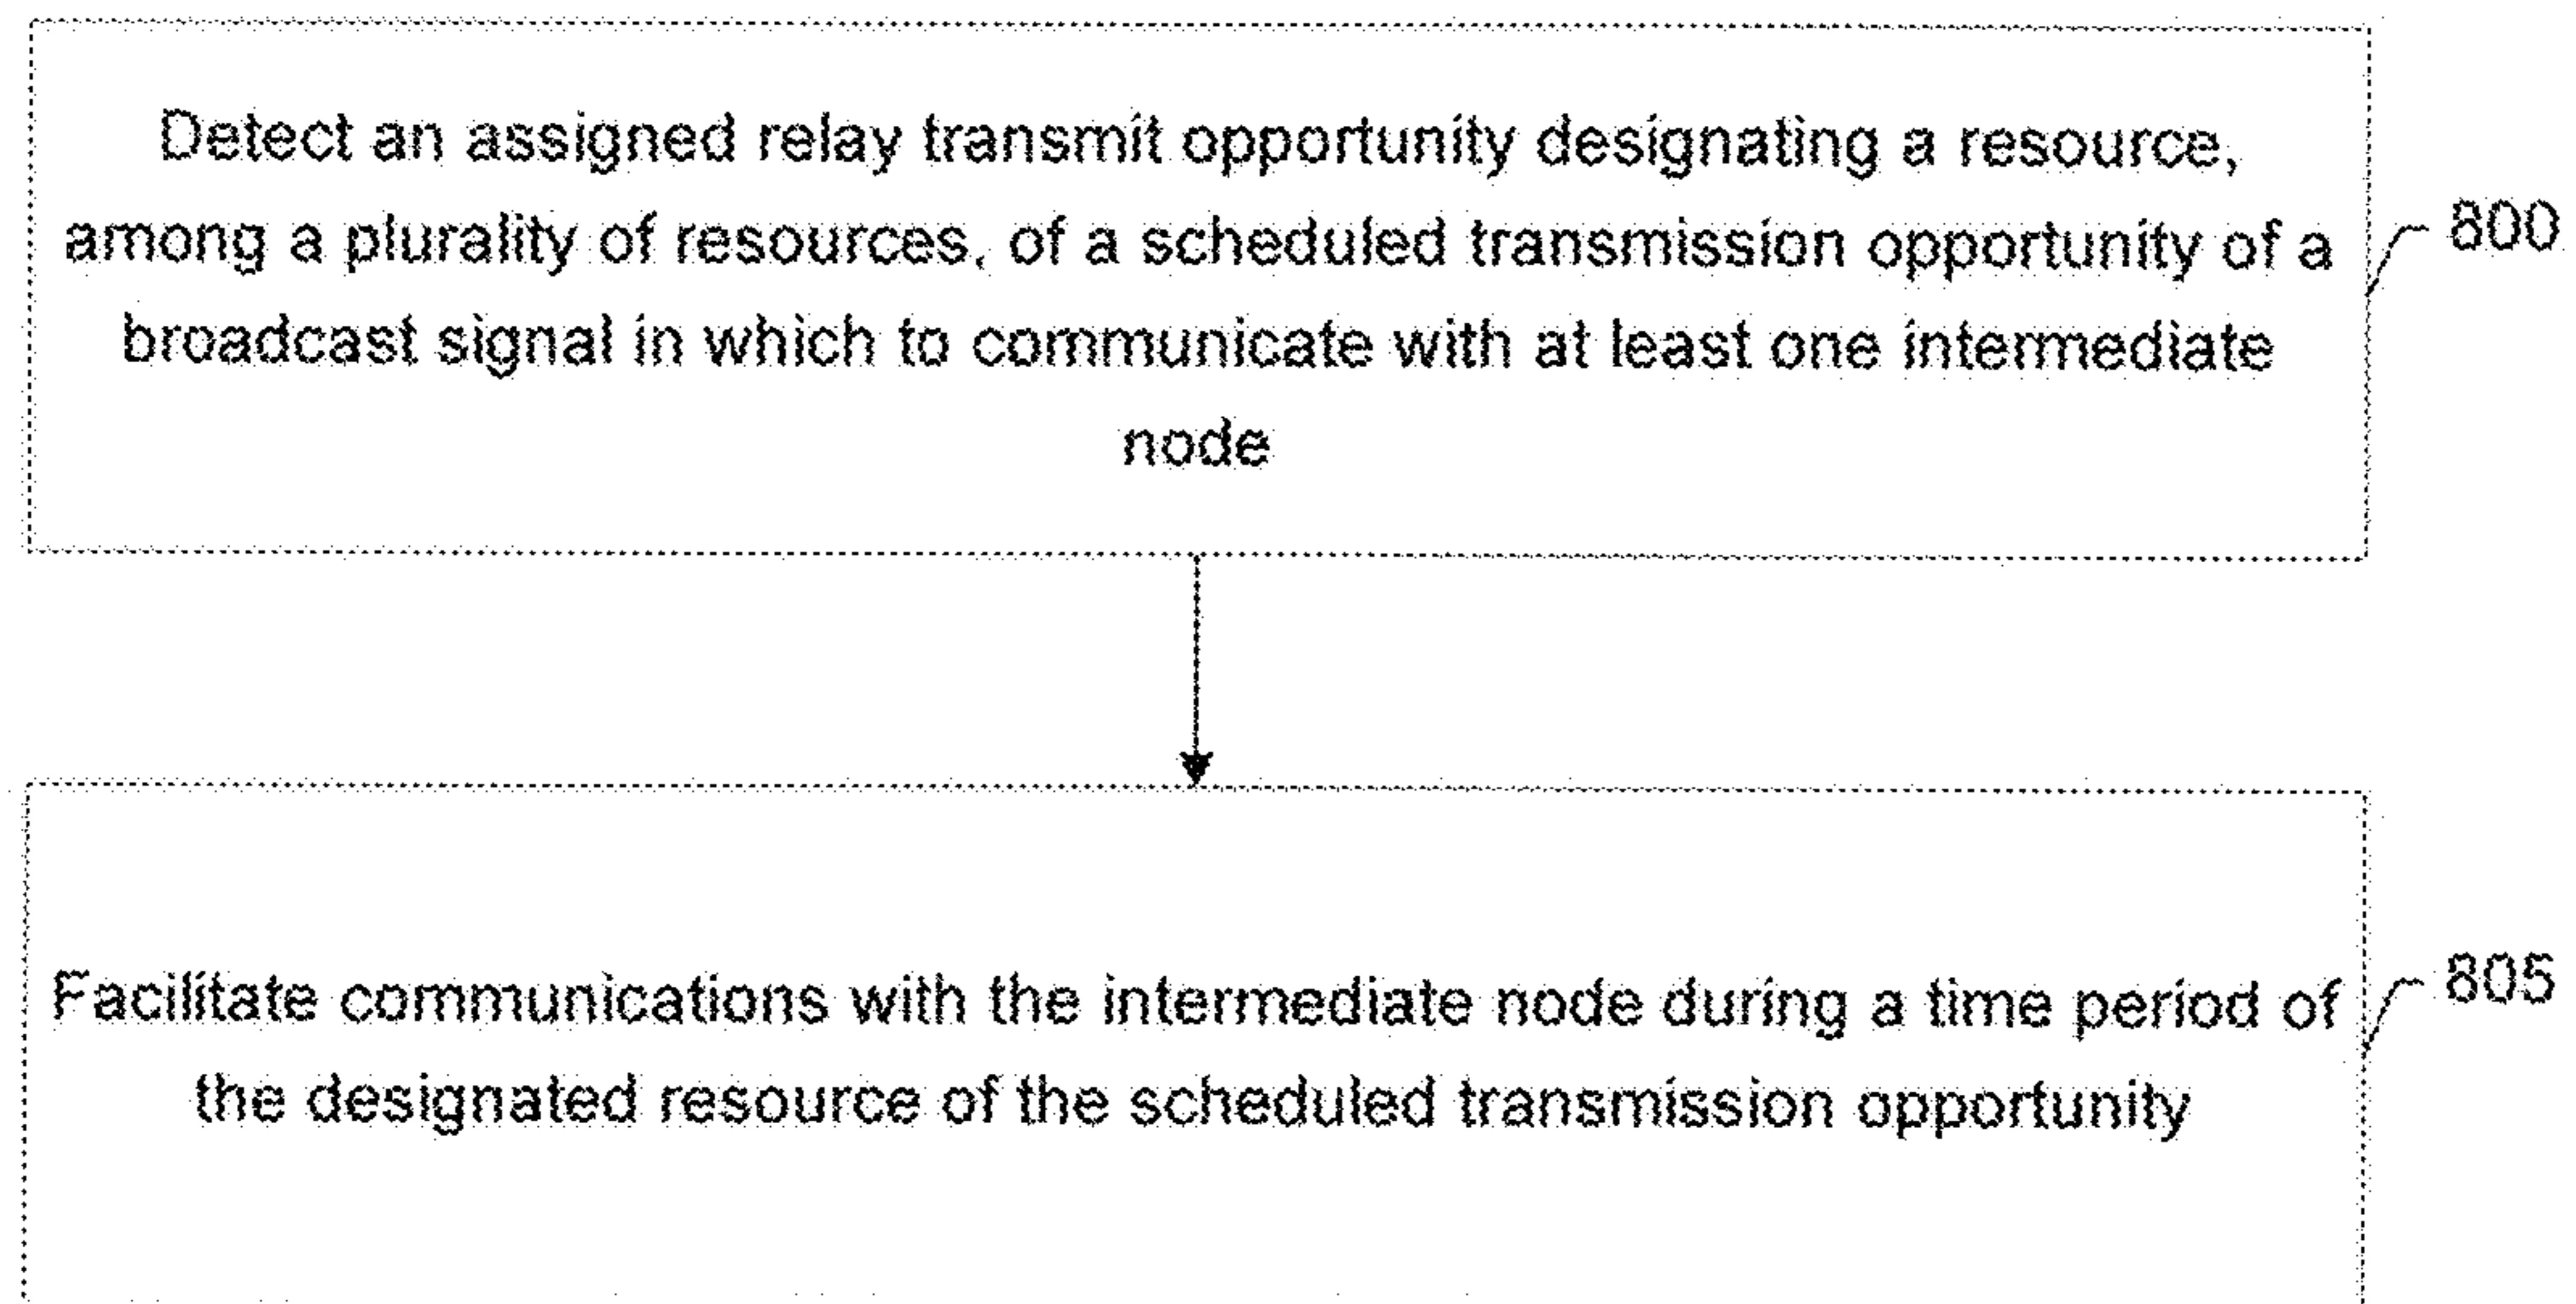 Detect an assigned relay transmit opportunity designating a resource,
among a plurality of resources, of a scheduled transmission opportunity of a
broadcast signal in which to communicate with at least one intermediate
node
800
Facilitate communications with the intermediate node during a time period of
the designated resource of the scheduled transmission opportunity
805